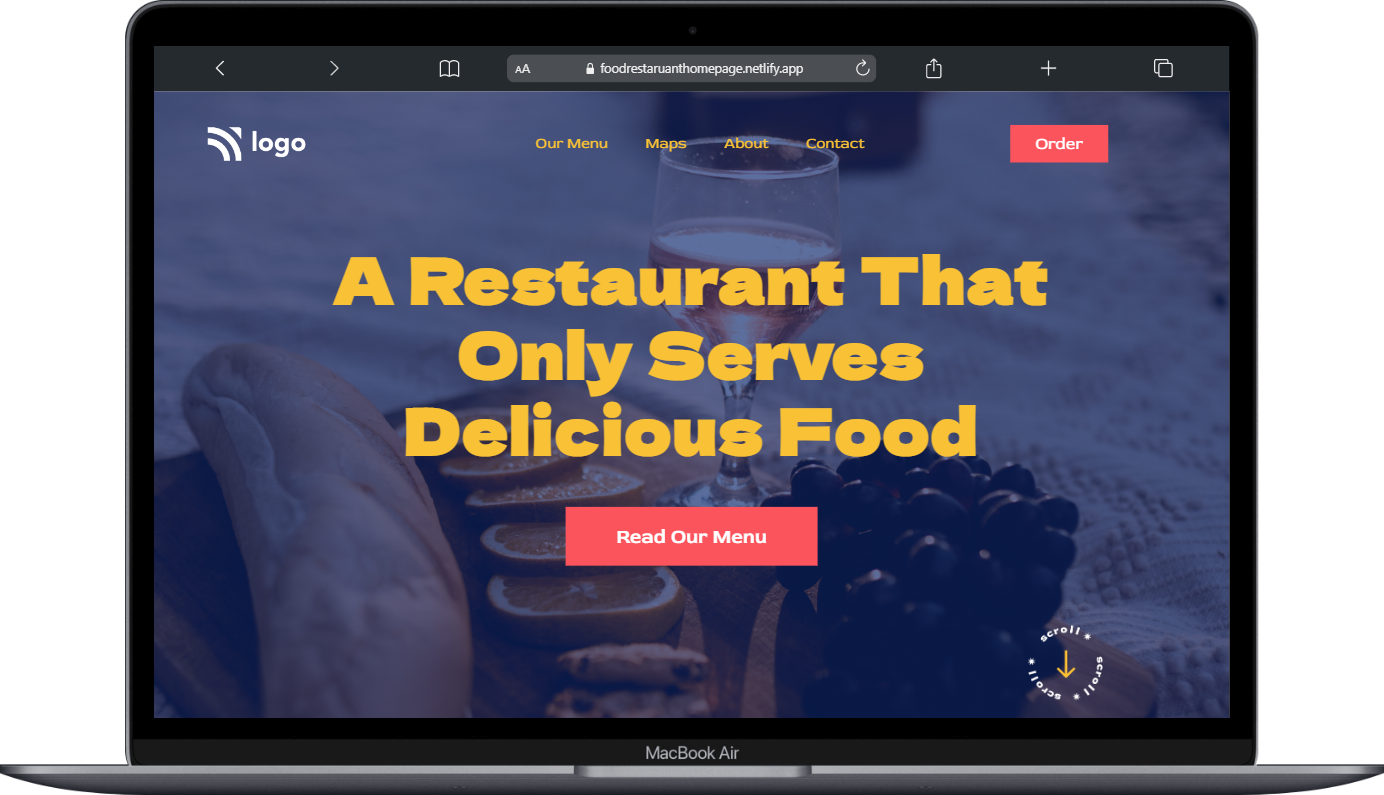 AA
foodrestaruanthomepage.netlify.app
logo
Our Menu Maps About Contact
Order
A Restaurant That
Only Serves
Delicious Food
Read Our Menu
scroll * scroll * scroll *
MacBook Air